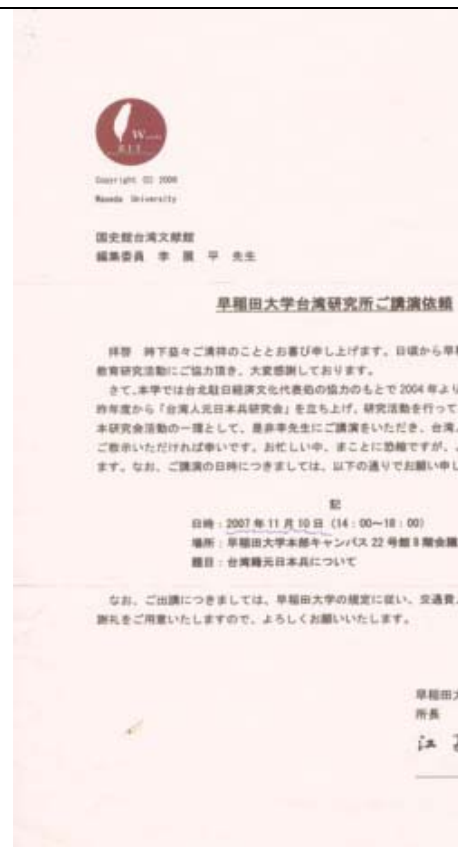 W
R.I.T
Copyright (C) 2006
Waseda University
国史館台湾文献館
編集委員 李 展 平 先生
早稲田大学台湾研究所ご講演依頼
拝啓 時下益々ご清祥のこととお喜び申し上げます。日頃から早稲
教育研究活動にご協力頂き、大変感謝しております。
さて、本学では台北駐日経済文化代表処の協力のもとで 2004 年より
昨年度から「台湾人元日本兵研究会」を立ち上げ、研究活動を行って
本研究会活動の一環として、是非李先生にご講演をいただき、台湾
ご教示いただければ幸いです。お忙しい中、まことに恐縮ですが、
ます。なお、ご講演の日時につきましては、以下の通りでお願い申し
記
日時:2007 年 11 月 10 日(14:00~18:00)
場所:早稲田大学本部キャンパス 22 号館 8 階会議
題目:台湾籍元日本兵について
なお、ご出講につきましては、早稲田大学の規定に従い、交通費
謝礼をご用意いたしますので、よろしくお願いいたします。
早稲田大
所長
江